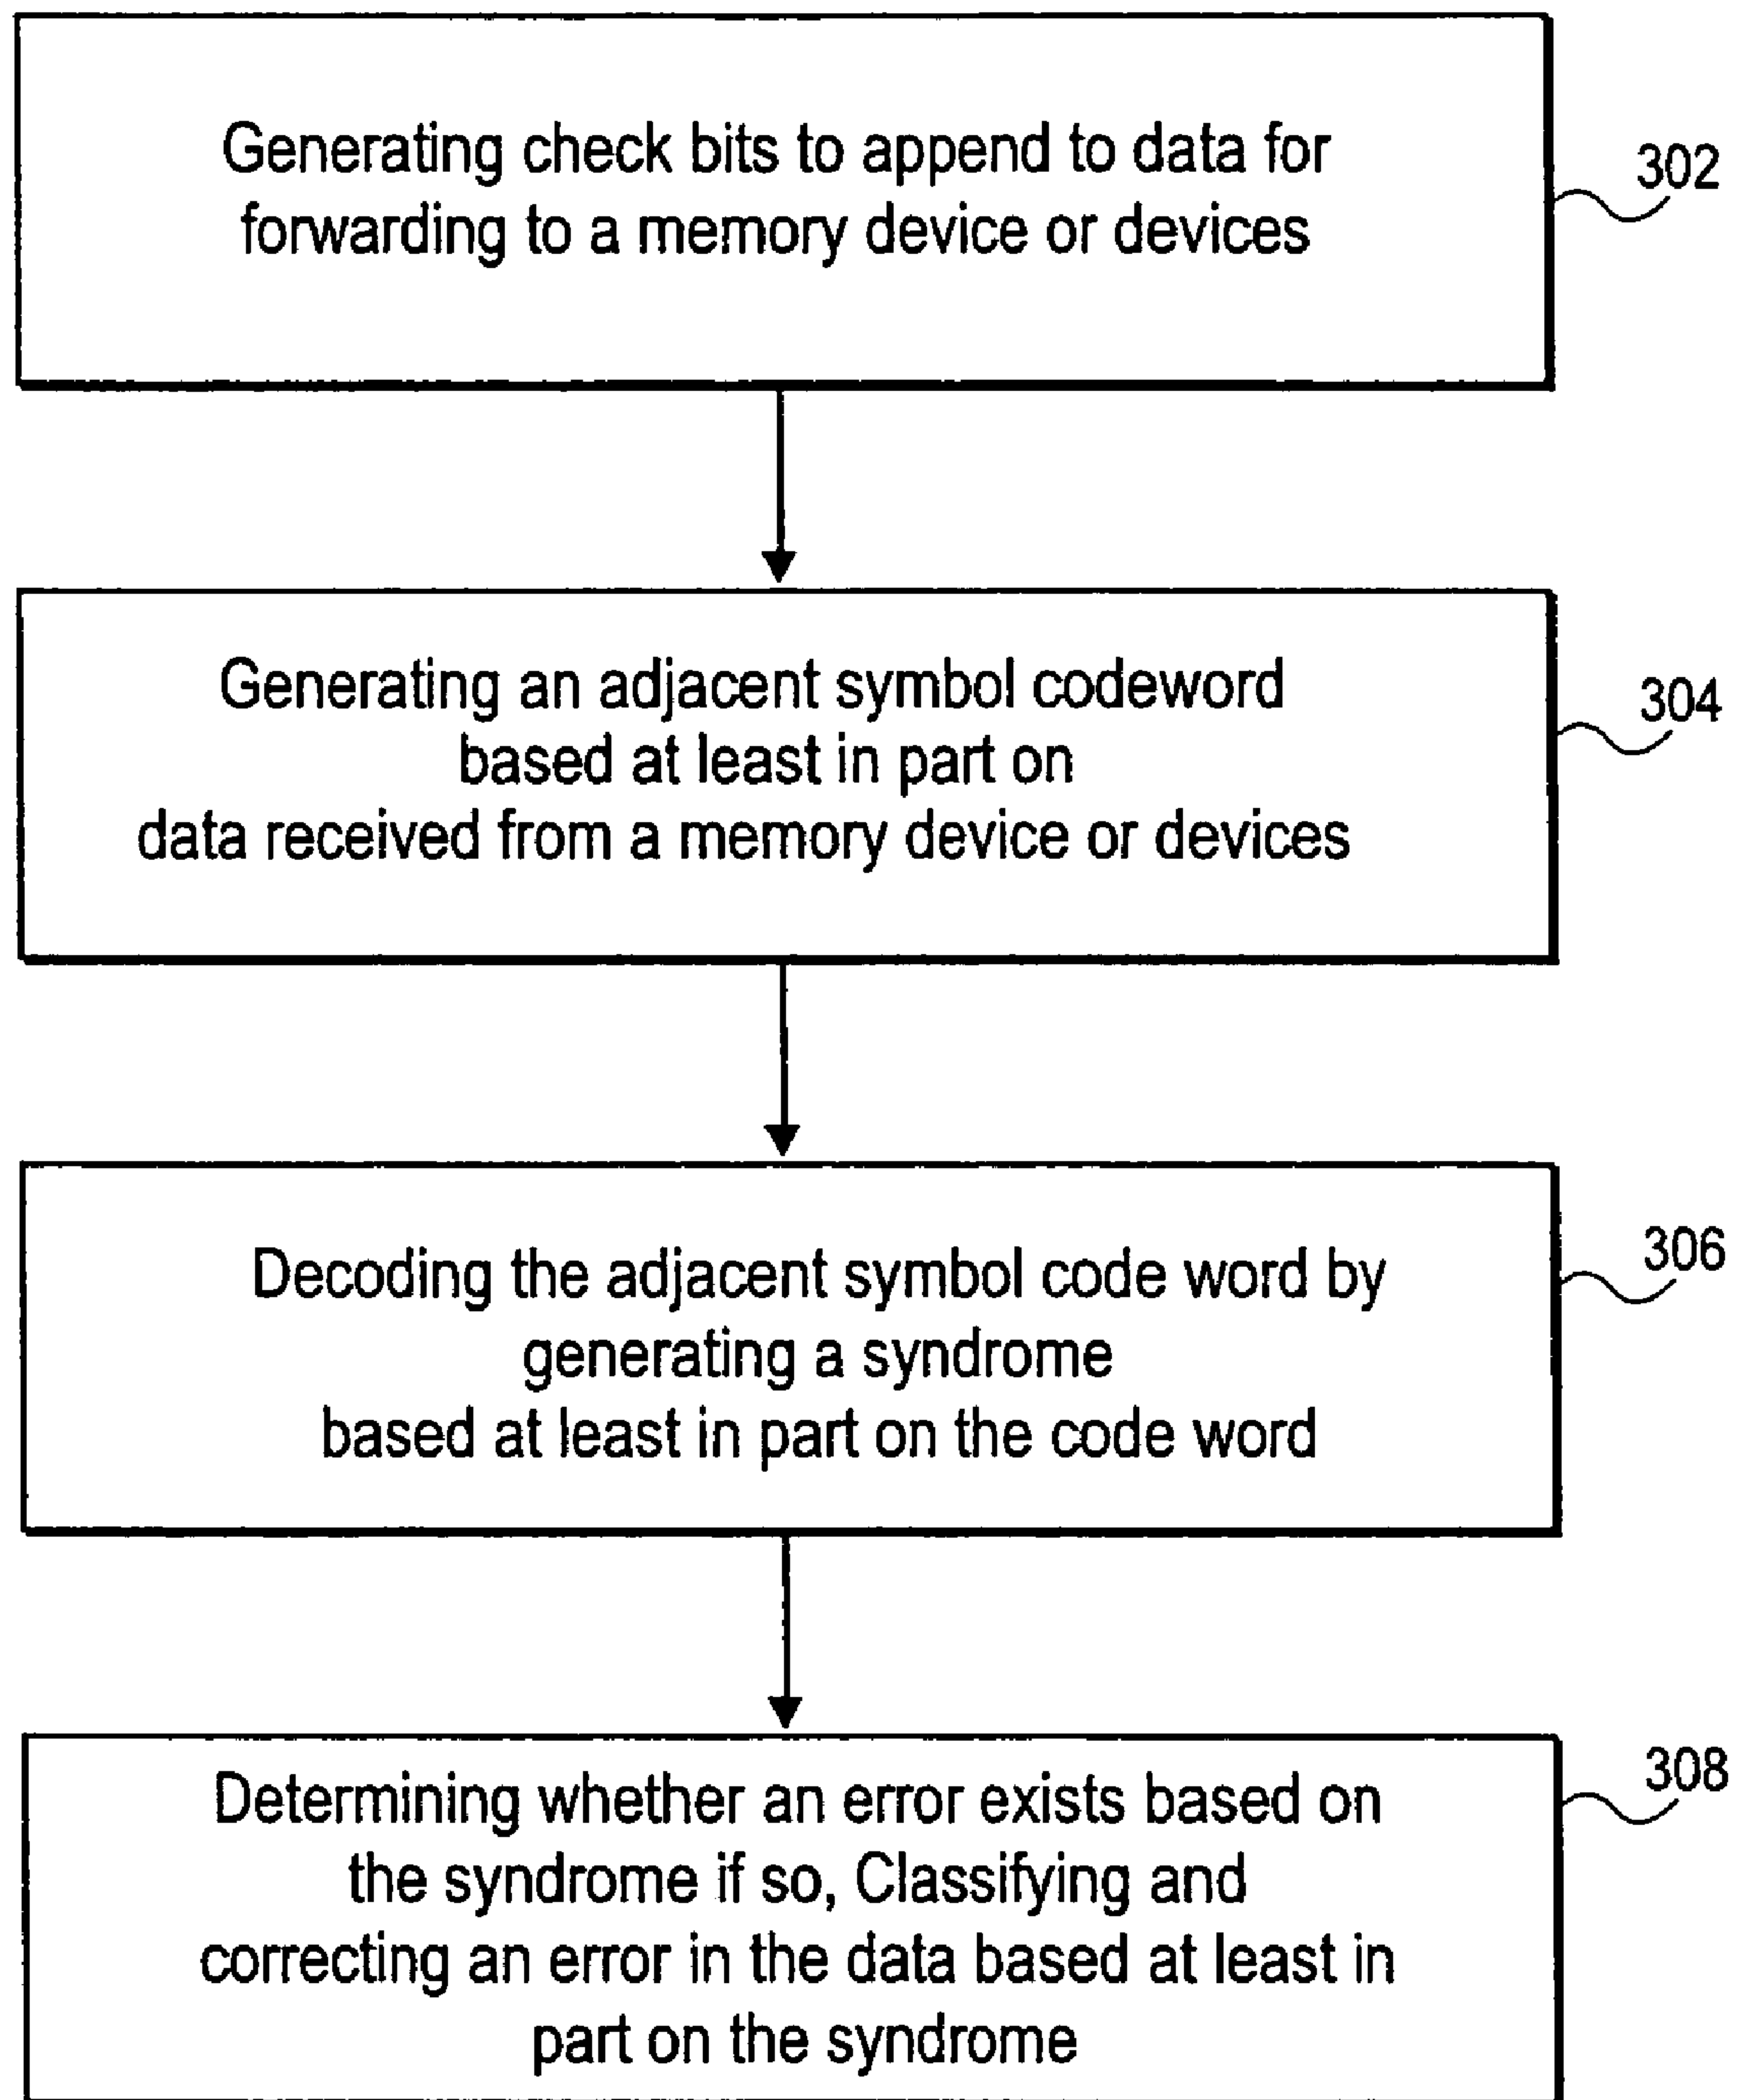 Generating check bits to append to data for
forwarding to a memory device or devices
302
Generating an adjacent symbol codeword
based at least in part on
data received from a memory device or devices
304
Decoding the adjacent symbol code word by
generating a syndrome
based at least in part on the code word
306
Determining whether an error exists based on
the syndrome if so, Classifying and
correcting an error in the data based at least in
part on the syndrome
308